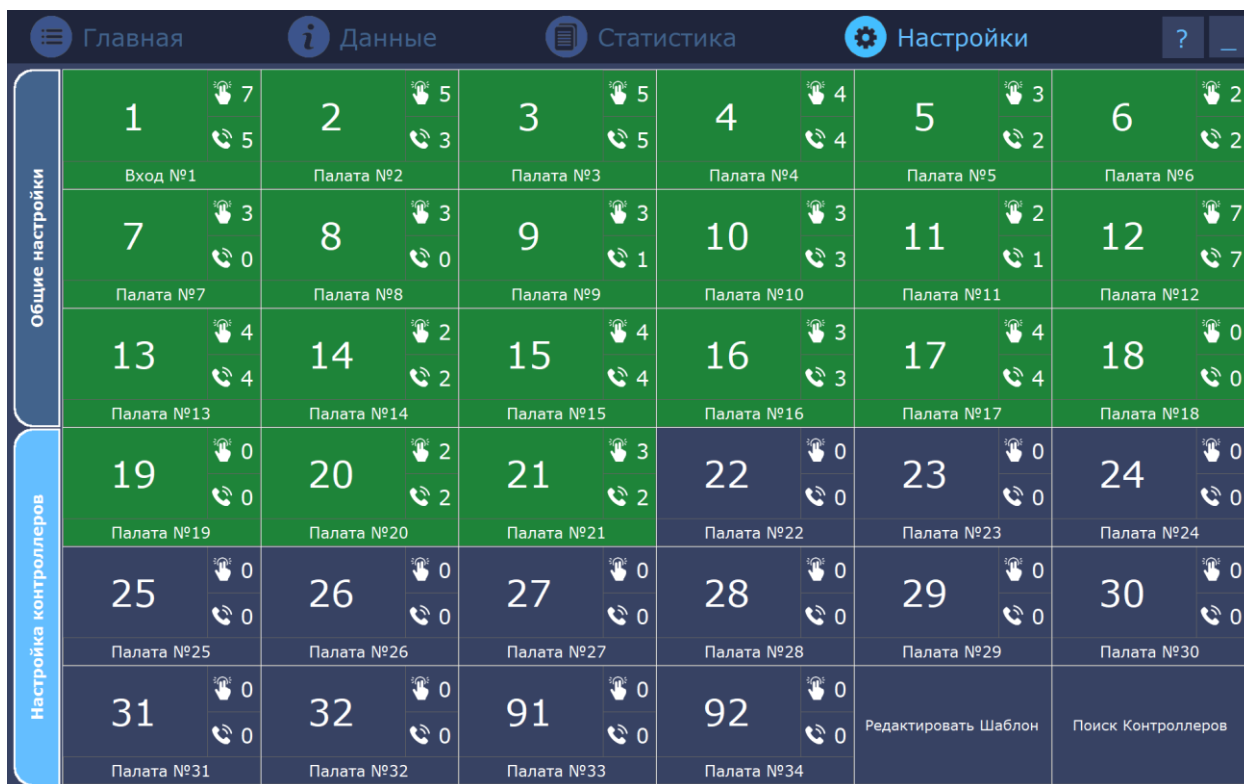 Главная Данные Статистика Настройки ? _
Общие настройки
Настройка контроллеров
1 7 5 2 5 3 3 5 5 4 4 4 5 3 2 6 2 2
Вход №1 Палата №2 Палата №3 Палата №4 Палата №5 Палата №6
7 3 0 8 3 0 9 3 1 10 3 3 11 2 1 12 7 7
Палата №7 Палата №8 Палата №9 Палата №10 Палата №11 Палата №12
13 4 4 14 2 2 15 4 4 16 3 3 17 4 4 18 0 0
Палата №13 Палата №14 Палата №15 Палата №16 Палата №17 Палата №18
19 0 0 20 2 2 21 3 2 22 0 0 23 0 0 24 0 0
Палата №19 Палата №20 Палата №21 Палата №22 Палата №23 Палата №24
25 0 0 26 0 0 27 0 0 28 0 0 29 0 0 30 0 0
Палата №25 Палата №26 Палата №27 Палата №28 Палата №29 Палата №30
31 0 0 32 0 0 91 0 0 92 0 0 Редактировать Шаблон Поиск Контроллеров
Палата №31 Палата №32 Палата №33 Палата №34